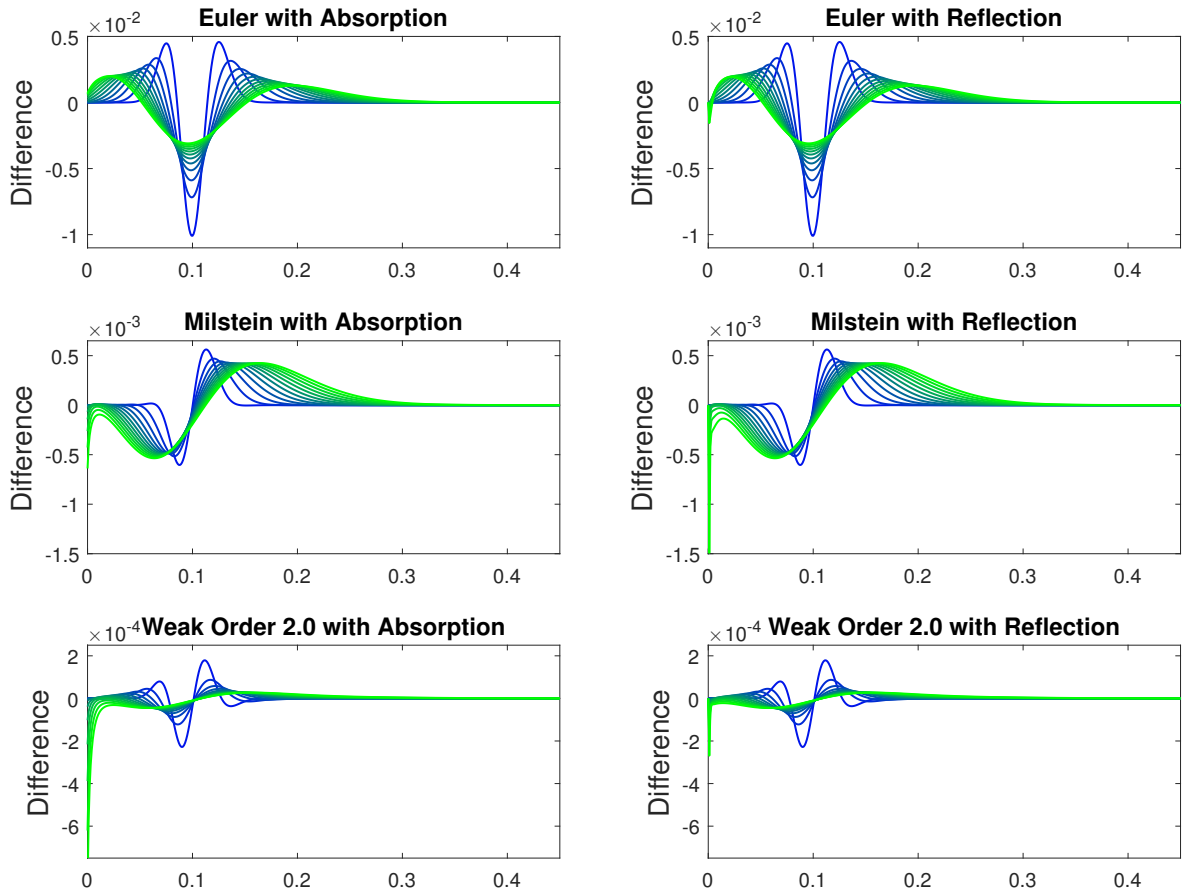 Euler with Absorption
×10⁻²
0.5
0
-0.5
-1
Difference
0 0.1 0.2 0.3 0.4
Euler with Reflection
×10⁻²
0.5
0
-0.5
-1
Difference
0 0.1 0.2 0.3 0.4
Milstein with Absorption
×10⁻³
0.5
0
-0.5
-1
-1.5
Difference
0 0.1 0.2 0.3 0.4
Milstein with Reflection
×10⁻³
0.5
0
-0.5
-1
-1.5
Difference
0 0.1 0.2 0.3 0.4
Weak Order 2.0 with Absorption
×10⁻⁴
2
0
-2
-4
-6
Difference
0 0.1 0.2 0.3 0.4
Weak Order 2.0 with Reflection
×10⁻⁴
2
0
-2
-4
-6
Difference
0 0.1 0.2 0.3 0.4